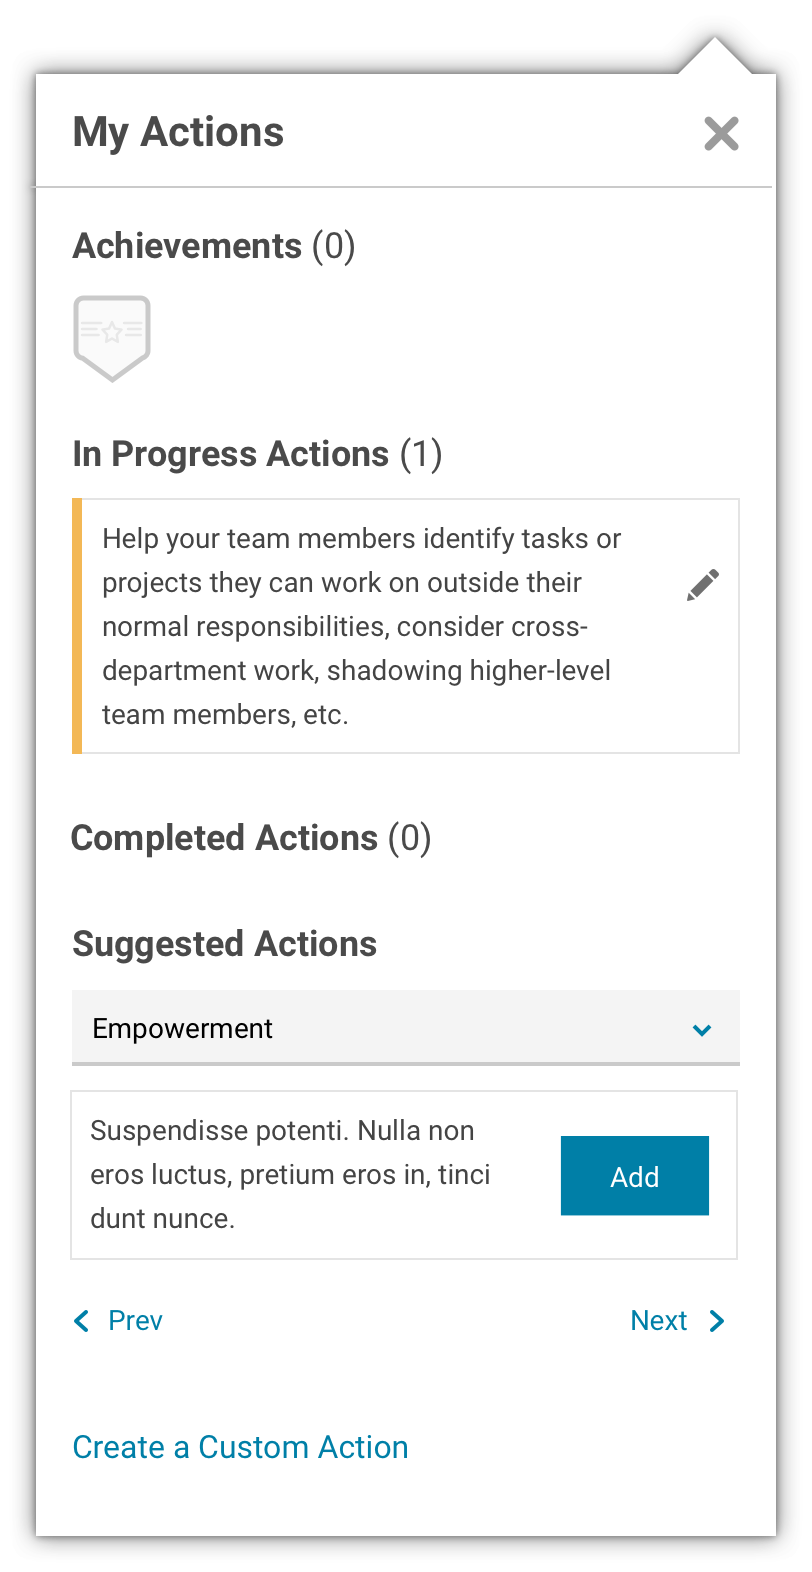 My Actions
Achievements (0)
In Progress Actions (1)
Help your team members identify tasks or
projects they can work on outside their
normal responsibilities, consider cross-
department work, shadowing higher-level
team members, etc.
Completed Actions (0)
Suggested Actions
Empowerment
Suspendisse potenti. Nulla non
eros luctus, pretium eros in, tinci
dunt nunce.
Add
Prev
Next
Create a Custom Action